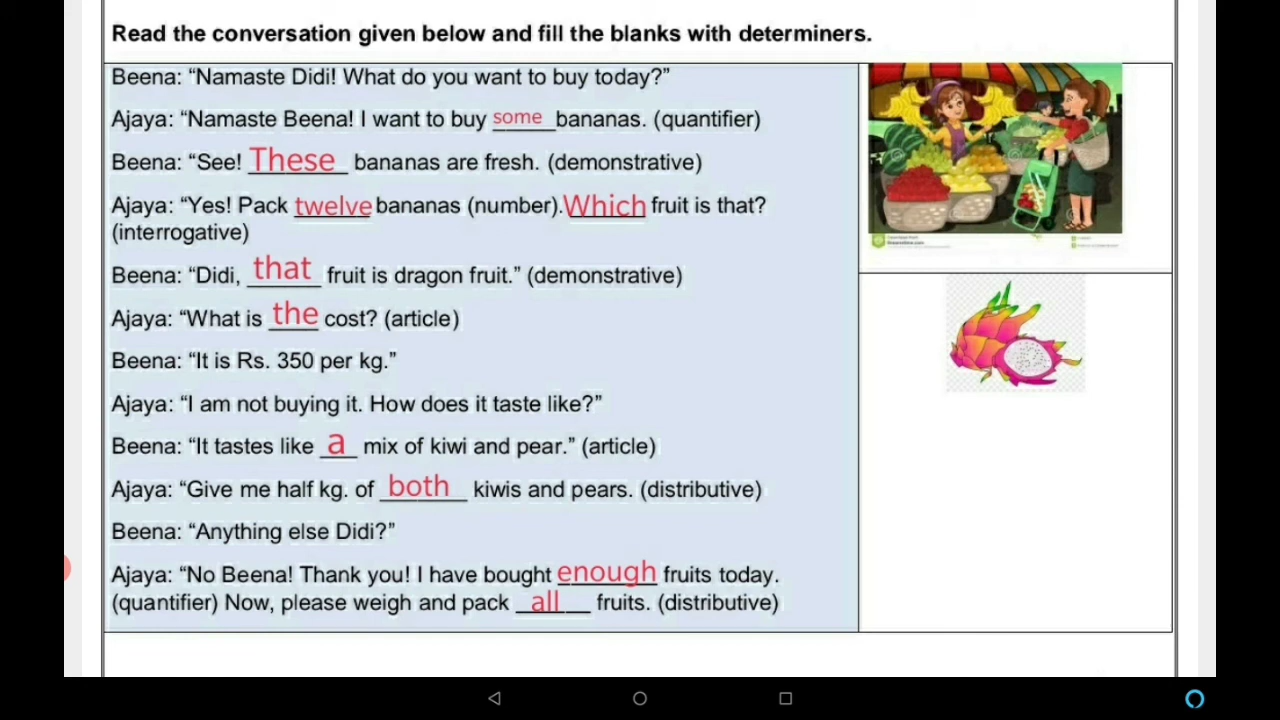 Read the conversation given below and fill the blanks with determiners.
Beena: “Namaste Didi! What do you want to buy today?”
Ajaya: “Namaste Beena! I want to buy some bananas. (quantifier)
Beena: “See! These bananas are fresh. (demonstrative)
Ajaya: “Yes! Pack twelve bananas (number). Which fruit is that?
(interrogative)
Beena: “Didi, that fruit is dragon fruit.” (demonstrative)
Ajaya: “What is the cost? (article)
Beena: “It is Rs. 350 per kg.”
Ajaya: “I am not buying it. How does it taste like?”
Beena: “It tastes like a mix of kiwi and pear.” (article)
Ajaya: “Give me half kg. of both kiwis and pears. (distributive)
Beena: “Anything else Didi?”
Ajaya: “No Beena! Thank you! I have bought enough fruits today.
(quantifier) Now, please weigh and pack all fruits. (distributive)